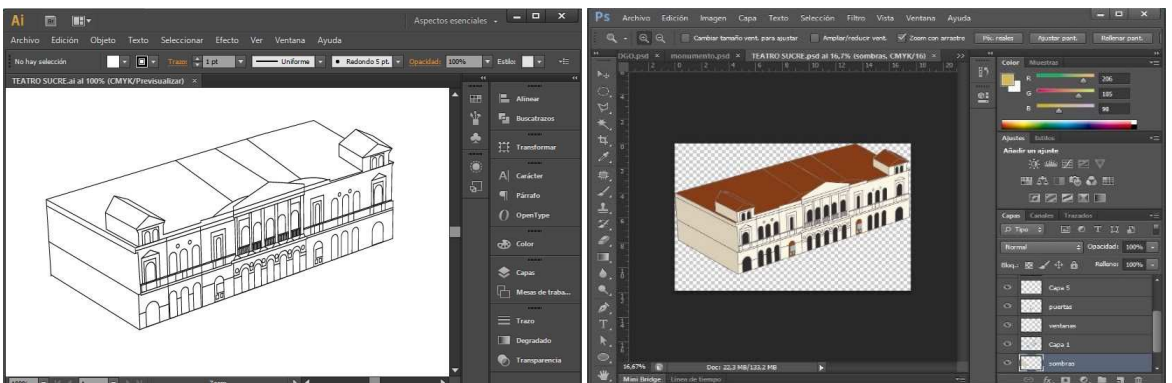 Ai Br Aspectos esenciales
Archivo Edición Objeto Texto Seleccionar Efecto Ver Ventana Ayuda
No hay selección Trazo: 1 pt Uniforme Redondo 5 pt. Opacidad: 100% Estilo:
TEATRO SUCRE.ai al 100% (CMYK/Previsualizar) ×
Alinear
Buscatrazos
Transformar
Carácter
Párrafo
OpenType
Color
Capas
Mesas de traba...
Trazo
Degradado
Transparencia
Ps Archivo Edición Imagen Capa Texto Selección Filtro Vista Ventana Ayuda
Cambiar tamaño vent. para ajustar Ampliar/reducir vent. Zoom con arrastre Píx. reales Ajustar pant. Rellenar pant.
OGO.psd × monumento.psd × TEATRO SUCRE.psd al 16,7% (sombras, CMYK/16) ×
Color Muestras
R 206
G 185
B 98
Ajustes Estilos
Añadir un ajuste
Capas Canales Trazados
Tipo
Normal Opacidad: 100%
Bloq.: Relleno: 100%
Capa 5
puertas
ventanas
Capa 1
sombras
16,67% Doc: 22,3 MB/133,2 MB
Mini Bridge Línea de tiempo